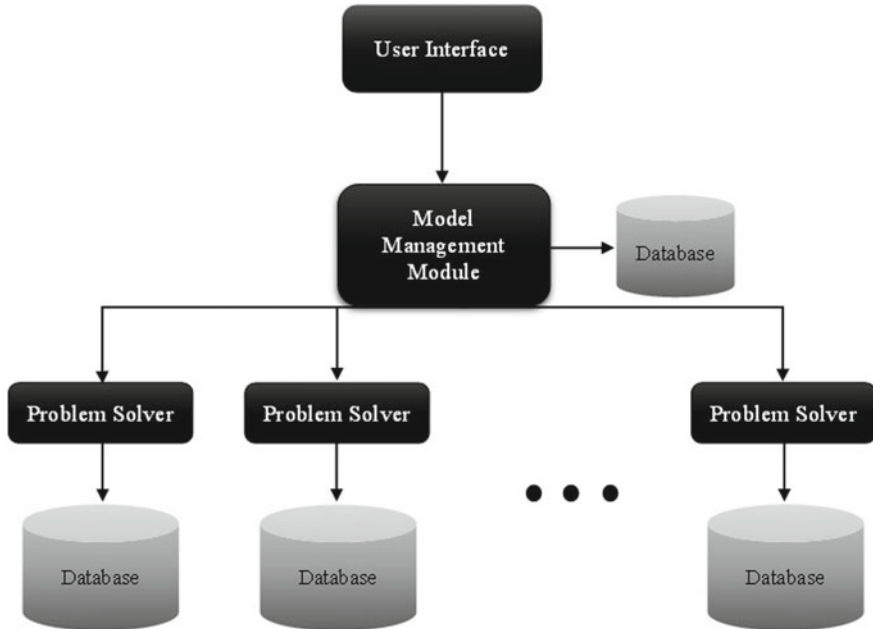 User Interface
Model
Management
Module
Database
Problem Solver
Problem Solver
Problem Solver
Database
Database
Database